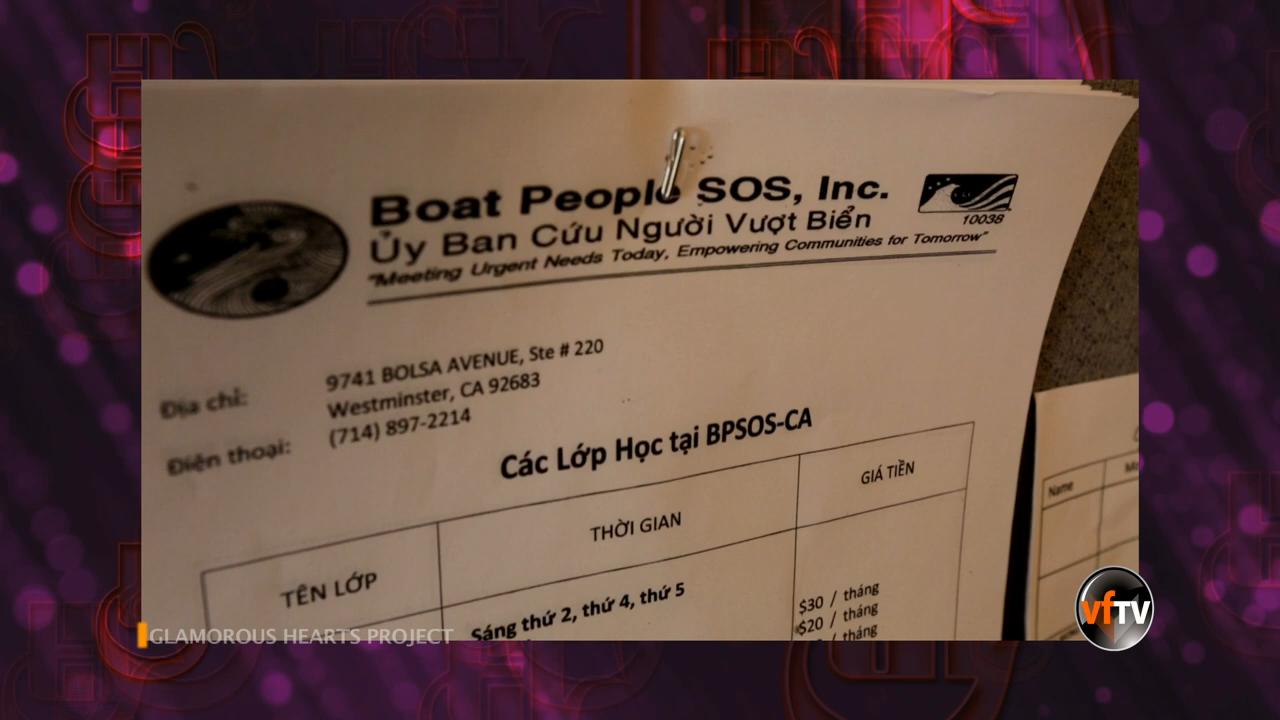 Boat People SOS, Inc.
Ủy Ban Cứu Người Vượt Biển
"Meeting Urgent Needs Today, Empowering Communities for Tomorrow"
10038
Địa chỉ:
9741 BOLSA AVENUE, Ste # 220
Westminster, CA 92683
Điện thoại:
(714) 897-2214
Các Lớp Học tại BPSOS-CA
TÊN LỚP
THỜI GIAN
GIÁ TIỀN
Sáng thứ 2, thứ 4, thứ 5
$30 / tháng
$20 / tháng
/ tháng
Name
GLAMOROUS HEARTS PROJECT
vfTV